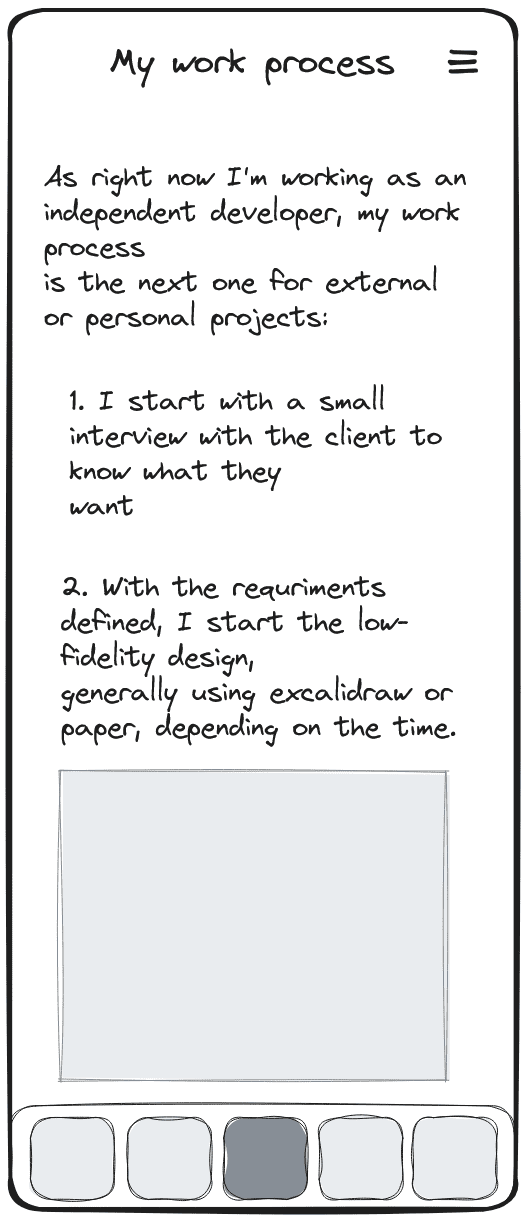 My work process
As right now I'm working as an
independent developer, my work
process
is the next one for external
or personal projects:
1. I start with a small
interview with the client to
know what they
want
2. With the requriments
defined, I start the low-
fidelity design,
generally using excalidraw or
paper, depending on the time.